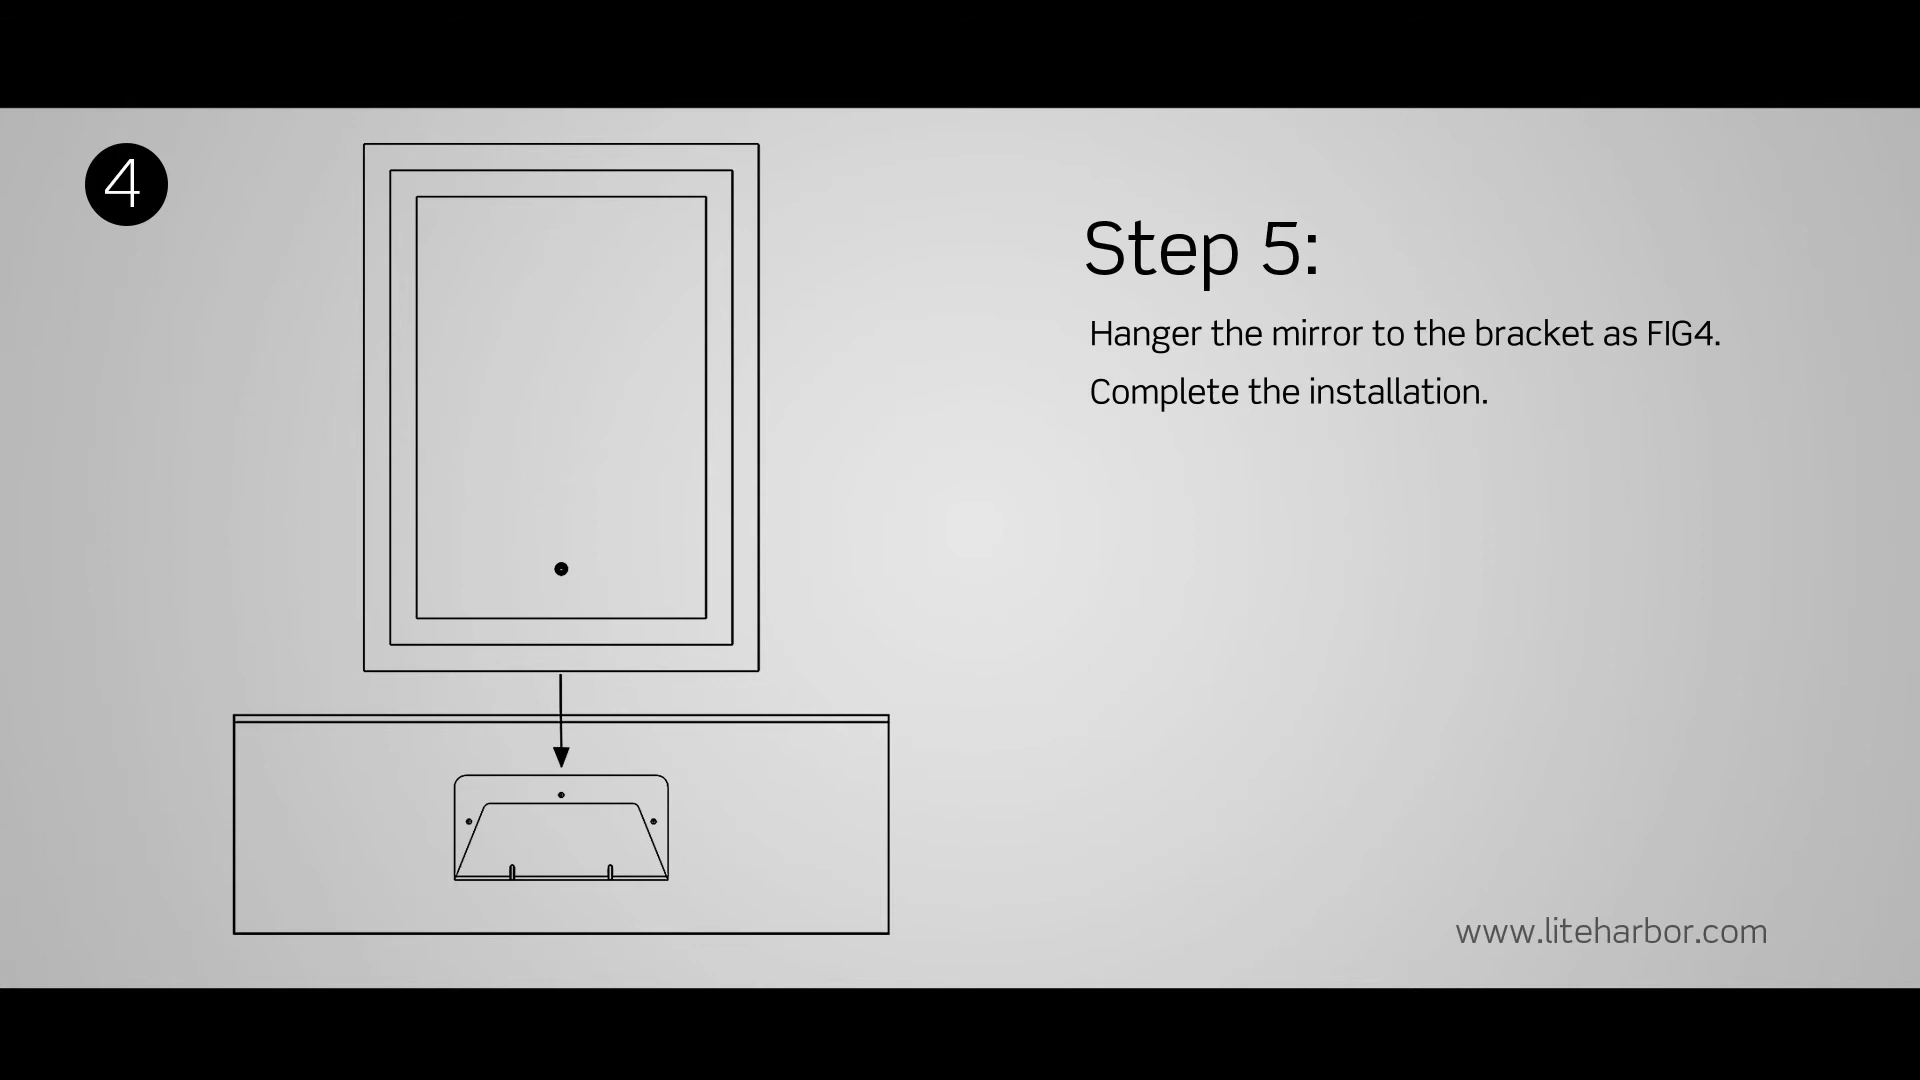 4
Step 5:
Hanger the mirror to the bracket as FIG4.
Complete the installation.
www.liteharbor.com